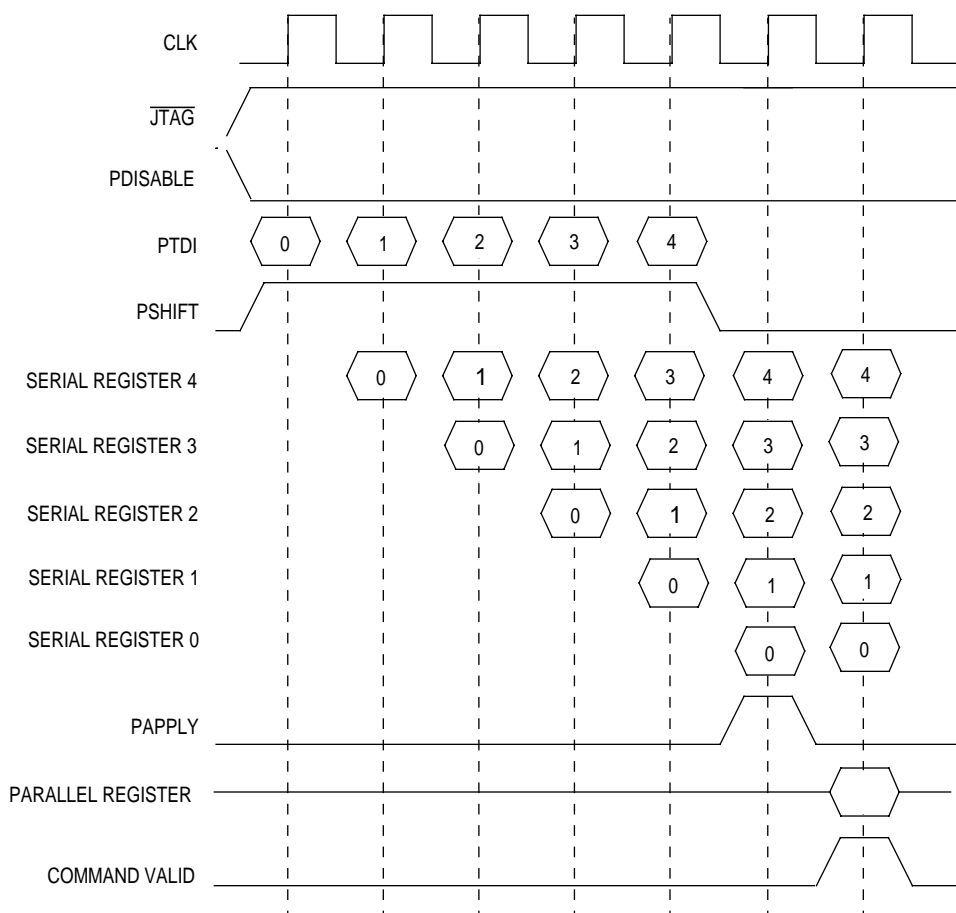 CLK
JTAG
PDISABLE
PTDI 0 1 2 3 4
PSHIFT
SERIAL REGISTER 4 0 1 2 3 4 4
SERIAL REGISTER 3 0 1 2 3 3
SERIAL REGISTER 2 0 1 2 2
SERIAL REGISTER 1 0 1 1
SERIAL REGISTER 0 0 0
PAPPLY
PARALLEL REGISTER
COMMAND VALID